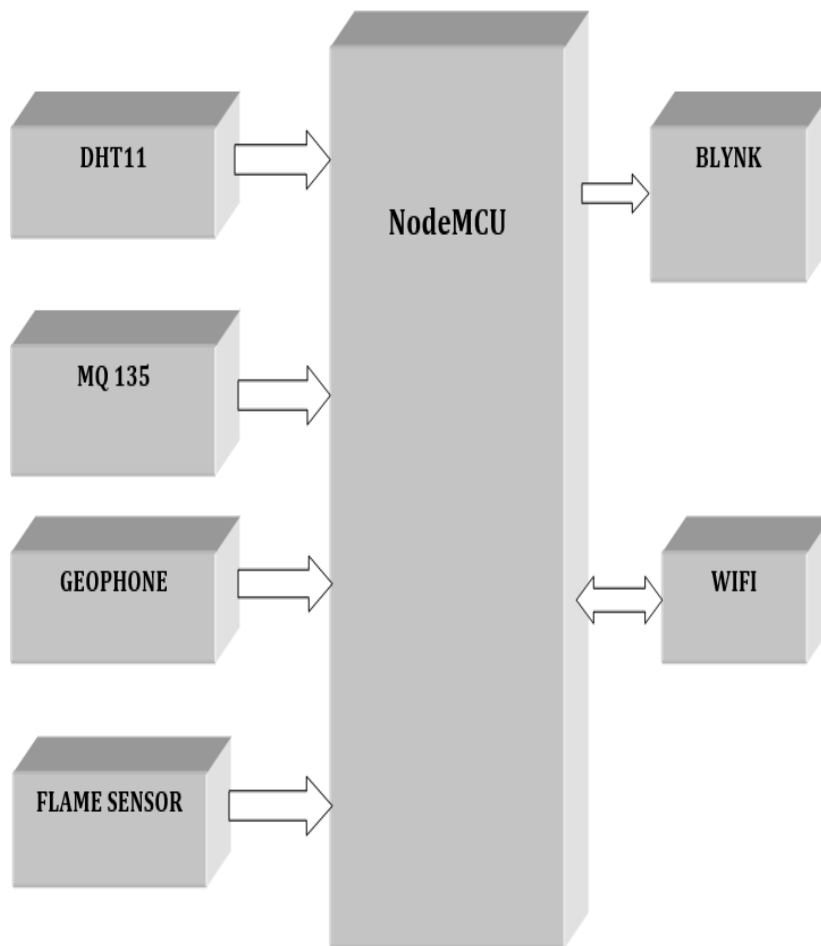 DHT11
BLYNK
NodeMCU
MQ 135
GEOPHONE
WIFI
FLAME SENSOR